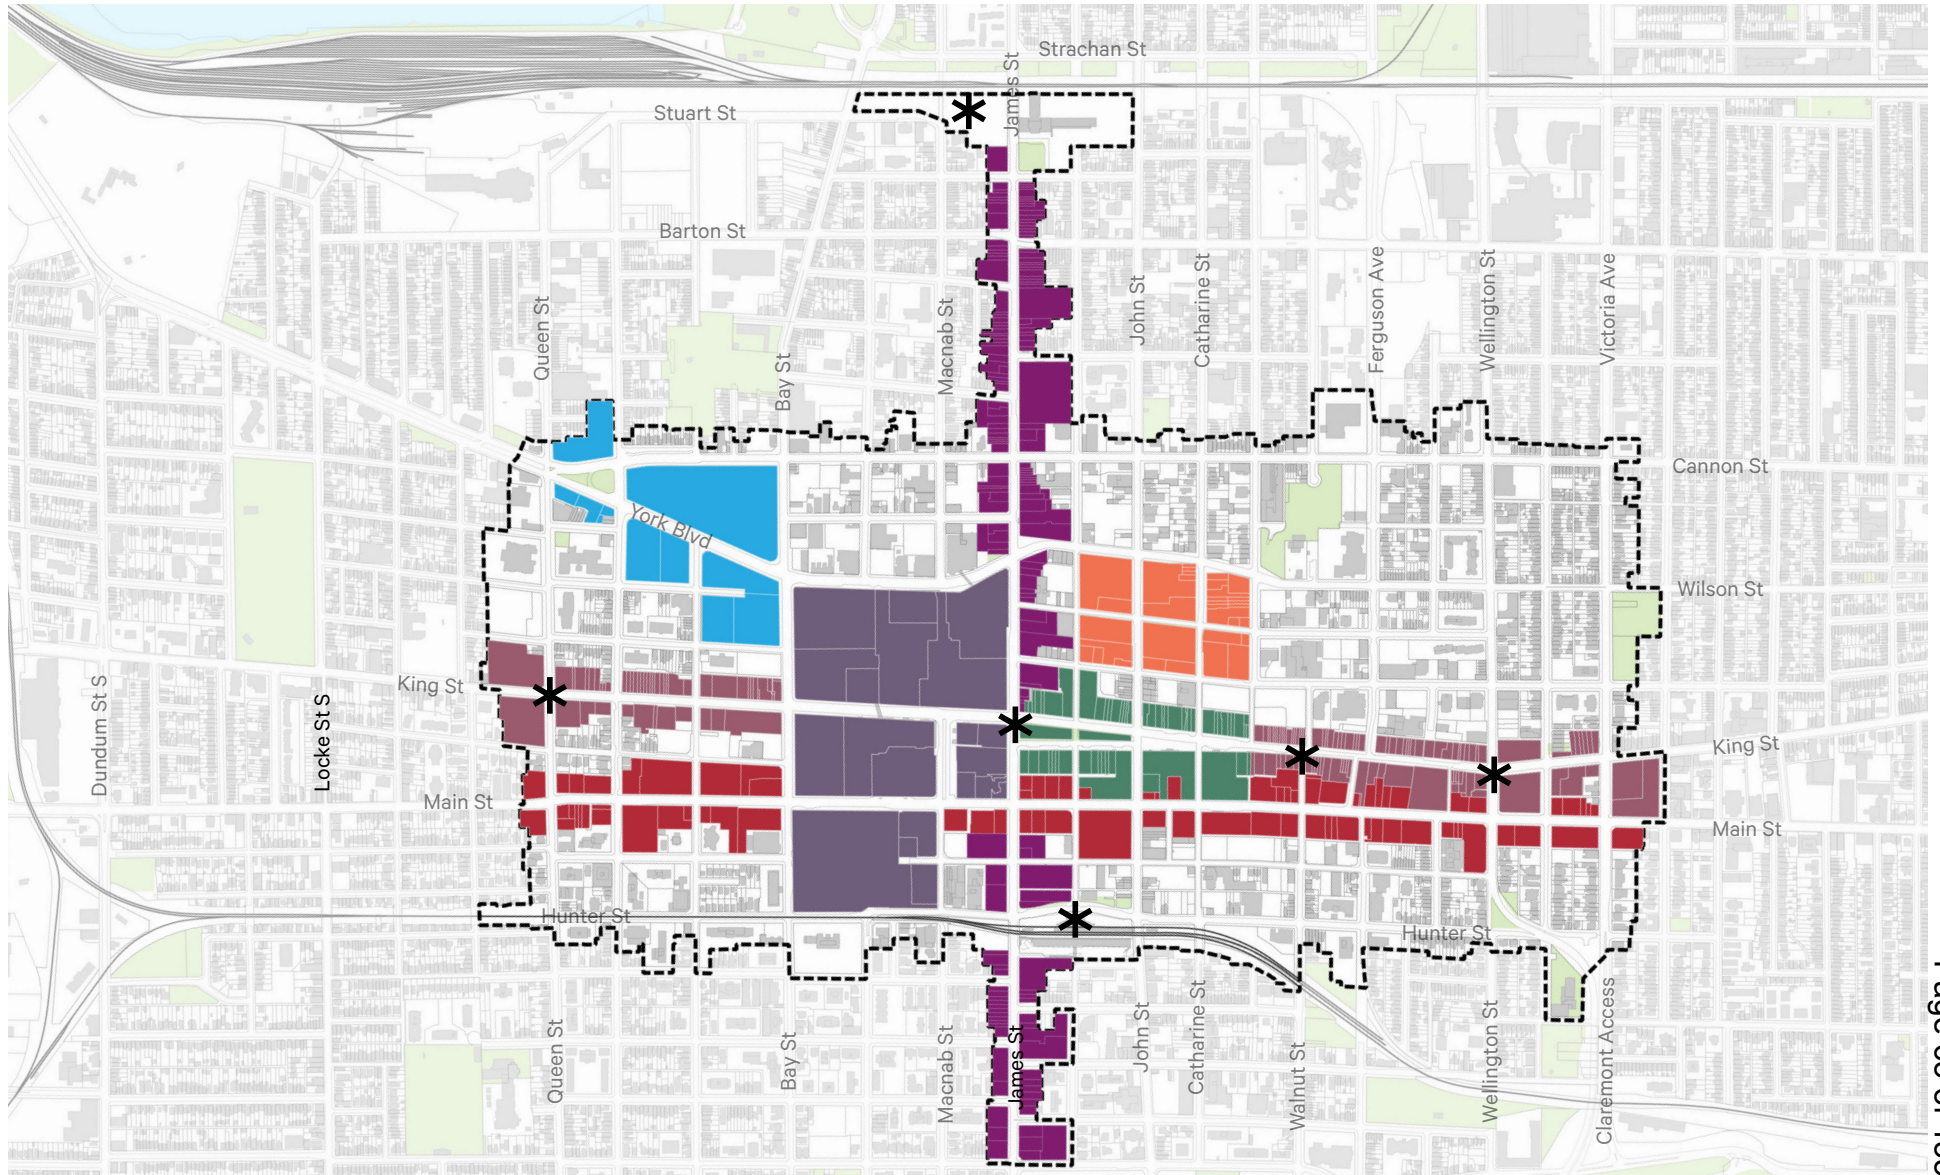 Strachan St
James St
Stuart St
Barton St
Queen St
Bay St
Macnab St
John St
Catharine St
Ferguson Ave
Wellington St
Victoria Ave
Cannon St
York Blvd
Wilson St
King St
Dundum St S
Locke St S
King St
Main St
Main St
Hunter St
Hunter St
Queen St
Bay St
Macnab St
James St
John St
Catharine St
Walnut St
Wellington St
Claremont Access